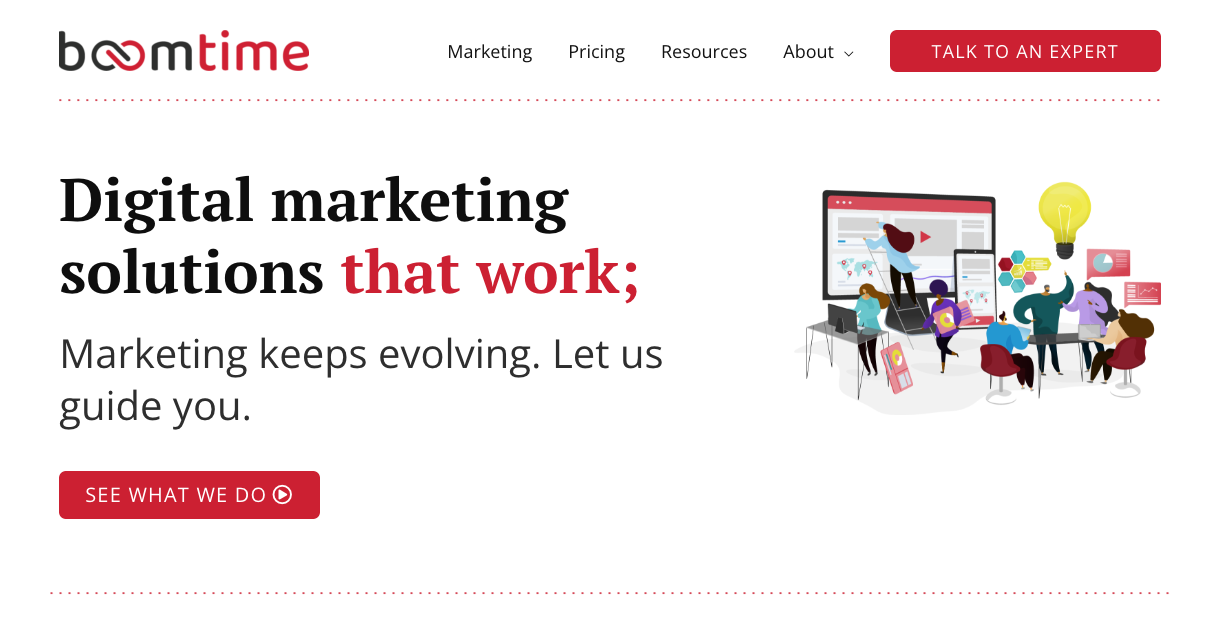 boomtime
Marketing
Pricing
Resources
About
TALK TO AN EXPERT
Digital marketing
solutions that work;
Marketing keeps evolving. Let us
guide you.
SEE WHAT WE DO